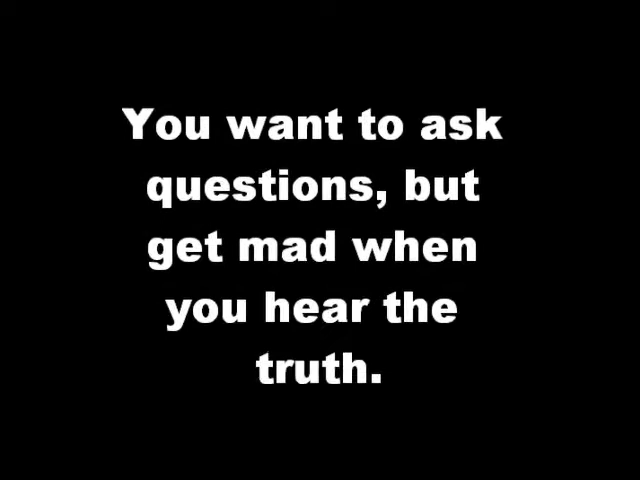 You want to ask
questions, but
get mad when
you hear the
truth.